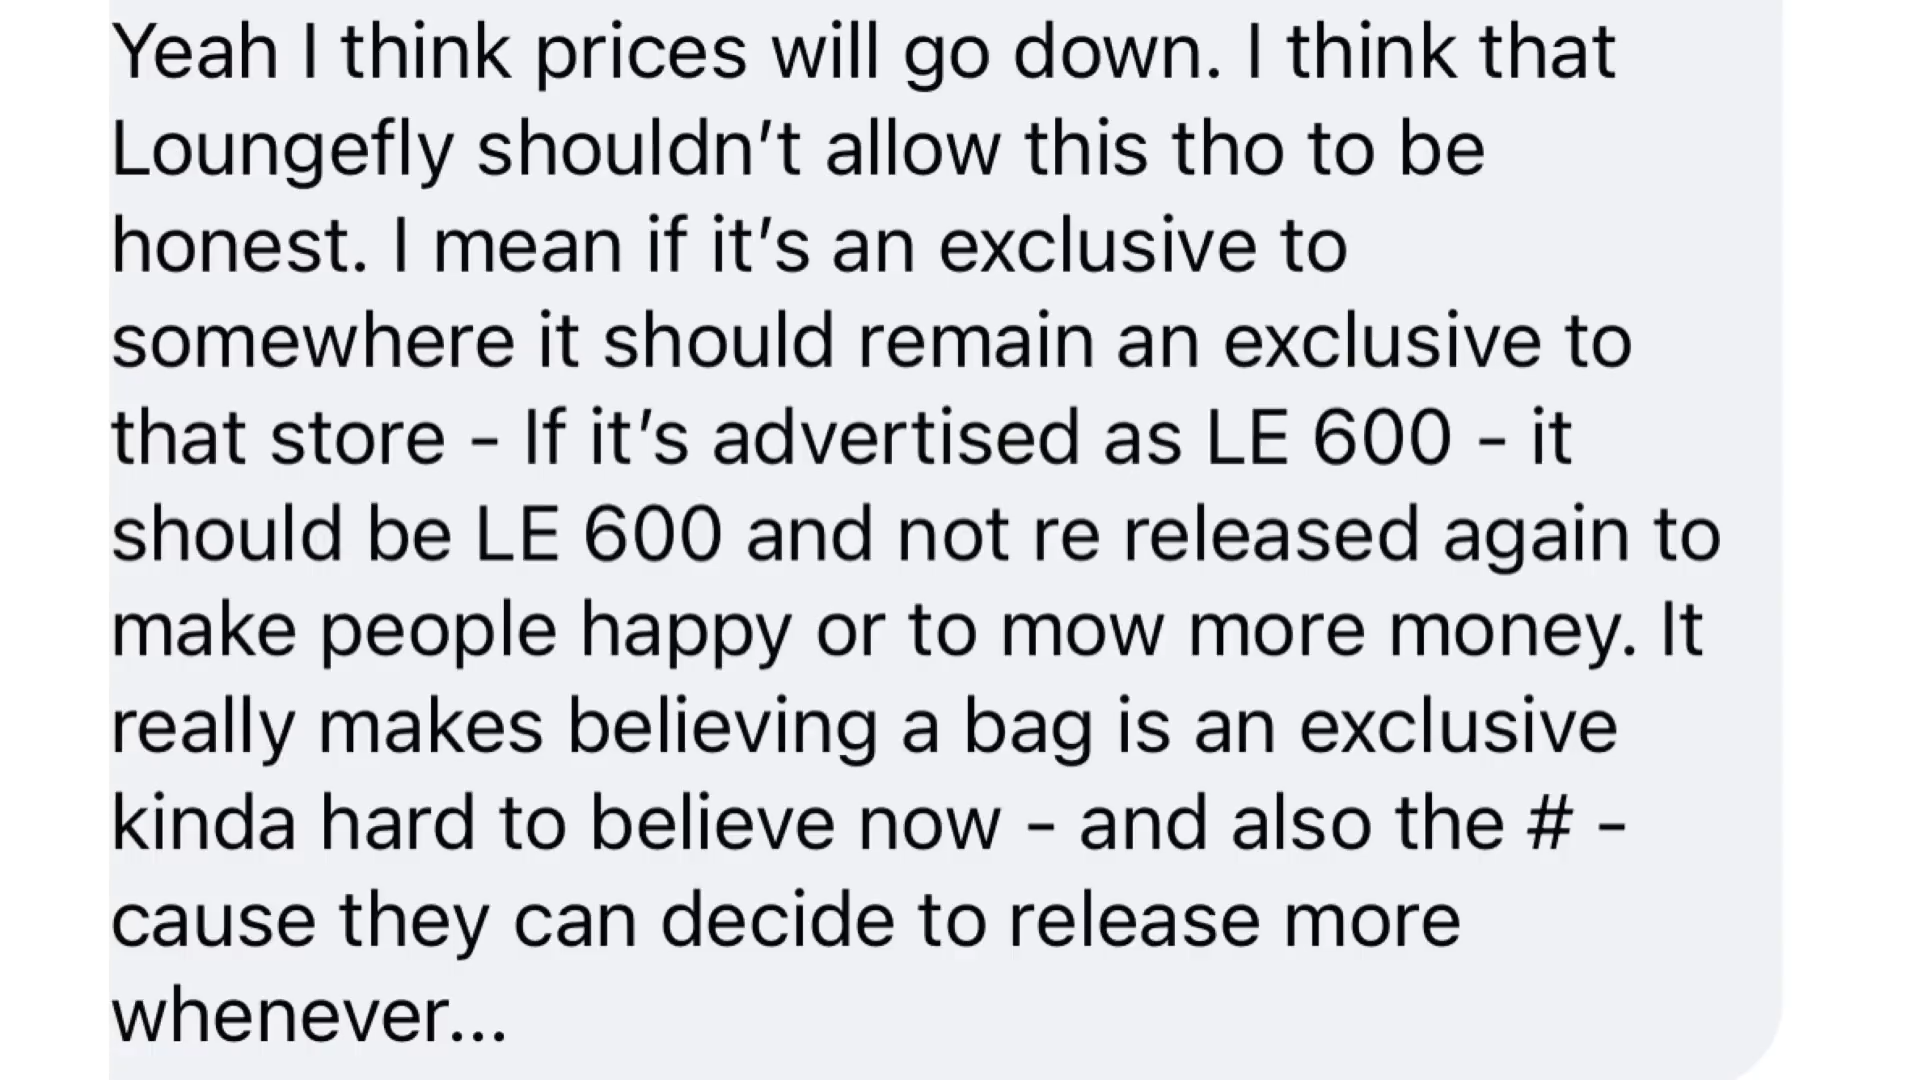 Yeah I think prices will go down. I think that
Loungefly shouldn’t allow this tho to be
honest. I mean if it’s an exclusive to
somewhere it should remain an exclusive to
that store - If it’s advertised as LE 600 - it
should be LE 600 and not re released again to
make people happy or to mow more money. It
really makes believing a bag is an exclusive
kinda hard to believe now - and also the # -
cause they can decide to release more
whenever...